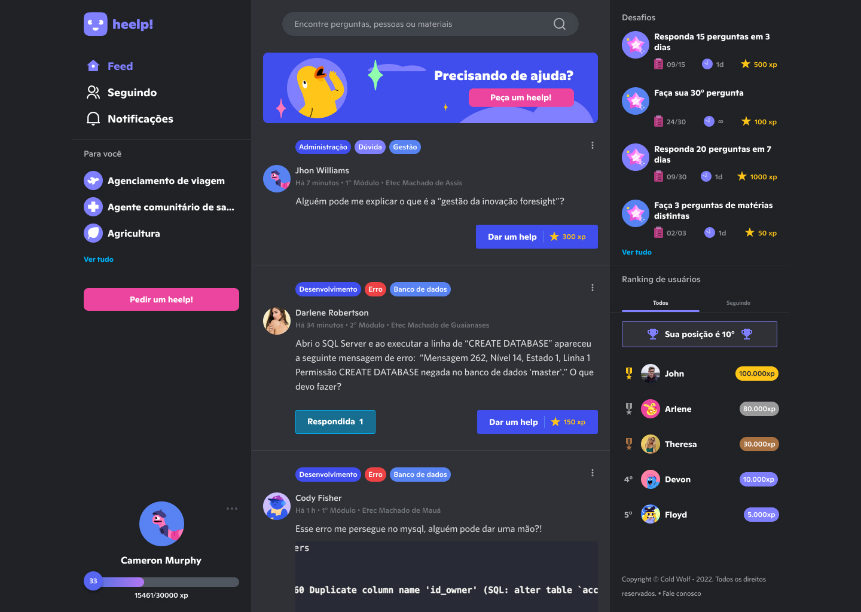 heelp!
Feed
Seguindo
Notificações
Para você
Agenciamento de viagem
Agente comunitário de sa...
Agricultura
Ver tudo
Pedir um heelp!
Cameron Murphy
33
15461/30000 xp
Encontre perguntas, pessoas ou materiais
Precisando de ajuda?
Peça um heelp!
Administração Dúvida Gestão
Jhon Williams
Há 7 minutos • 1° Módulo • Etec Machado de Assis
Alguém pode me explicar o que é a “gestão da inovação foresight”?
Dar um help 300 xp
Desenvolvimento Erro Banco de dados
Darlene Robertson
Há 34 minutos • 2° Módulo • Etec Machado de Guaianases
Abri o SQL Server e ao executar a linha de “CREATE DATABASE” apareceu
a seguinte mensagem de erro: “Mensagem 262, Nível 14, Estado 1, Linha 1
Permissão CREATE DATABASE negada no banco de dados 'master'.” O que
devo fazer?
Respondida 1
Dar um help 150 xp
Desenvolvimento Erro Banco de dados
Cody Fisher
Há 1 h • 1° Módulo • Etec Machado de Mauá
Esse erro me persegue no mysql, alguém pode dar uma mão?!
ers
60 Duplicate column name 'id_owner' (SQL: alter table `acc
Desafios
Responda 15 perguntas em 3
dias
09/15 1d 500 xp
Faça sua 30° pergunta
24/30 ∞ 100 xp
Responda 20 perguntas em 7
dias
09/30 1d 1000 xp
Faça 3 perguntas de matérias
distintas
02/03 1d 50 xp
Ver tudo
Ranking de usuários
Todos Seguindo
Sua posição é 10°
John 100.000xp
Arlene 80.000xp
Theresa 30.000xp
4° Devon 10.000xp
5° Floyd 5.000xp
Copyright © Cold Wolf - 2022. Todos os direitos
reservados. • Fale conosco